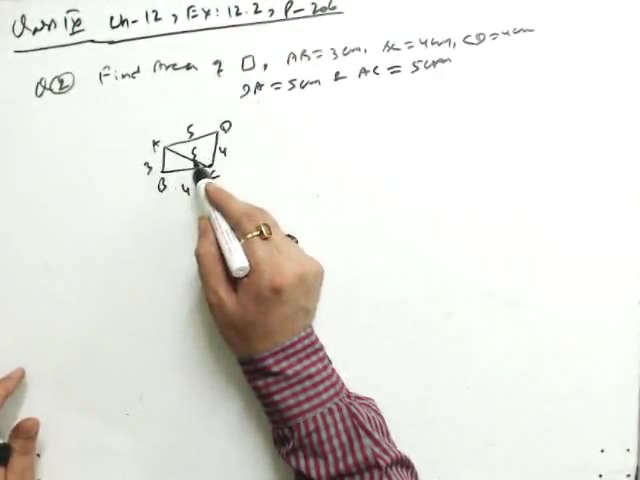 Class IX Ch-12, Ex: 12.2, P-206
Q② Find Area of □, AB=3cm, BC=4cm, CD=4cm
DA=5cm & AC=5cm
5 D
A 5 4
3
B 4 C